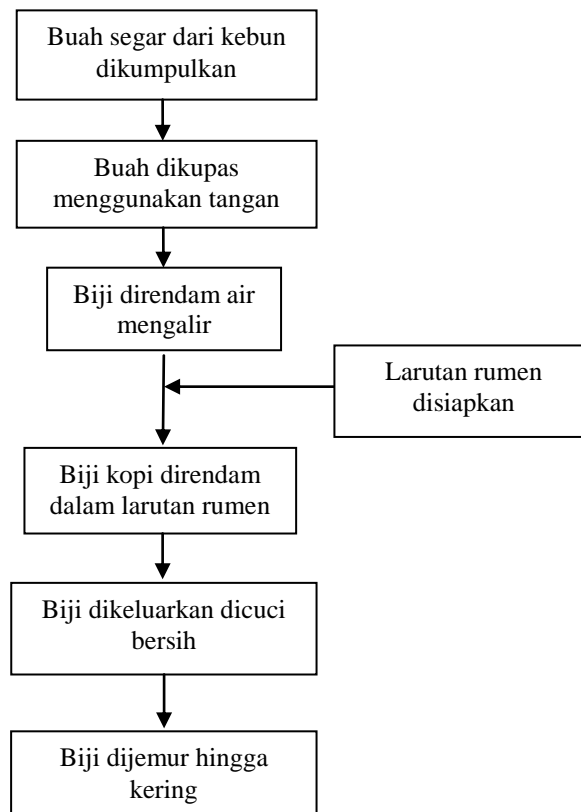 Buah segar dari kebun
dikumpulkan
Buah dikupas
menggunakan tangan
Biji direndam air
mengalir
Larutan rumen
disiapkan
Biji kopi direndam
dalam larutan rumen
Biji dikeluarkan dicuci
bersih
Biji dijemur hingga
kering